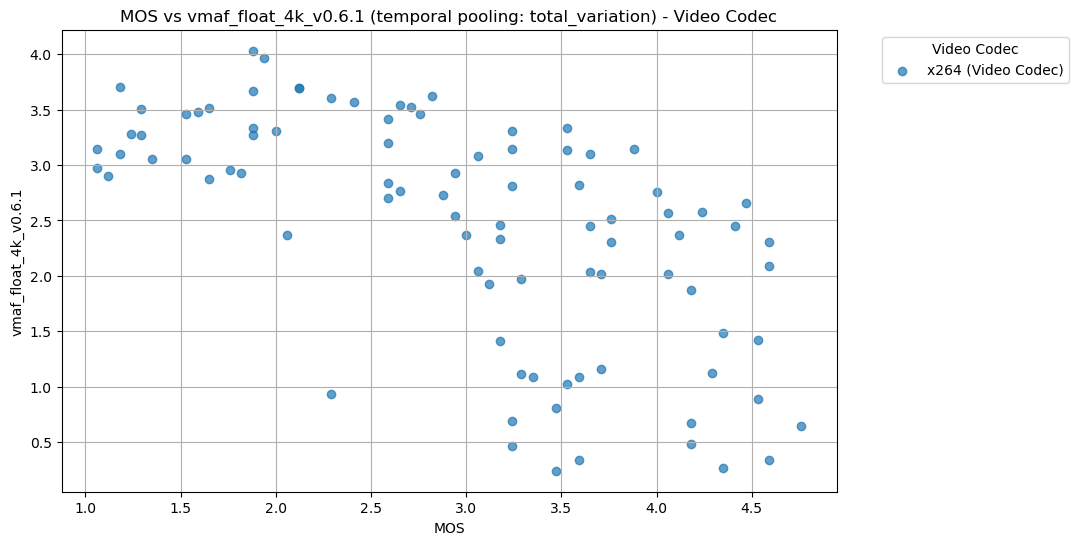 MOS vs vmaf_float_4k_v0.6.1 (temporal pooling: total_variation) - Video Codec
Video Codec
x264 (Video Codec)
vmaf_float_4k_v0.6.1
4.0
3.5
3.0
2.5
2.0
1.5
1.0
0.5
1.0 1.5 2.0 2.5 3.0 3.5 4.0 4.5
MOS